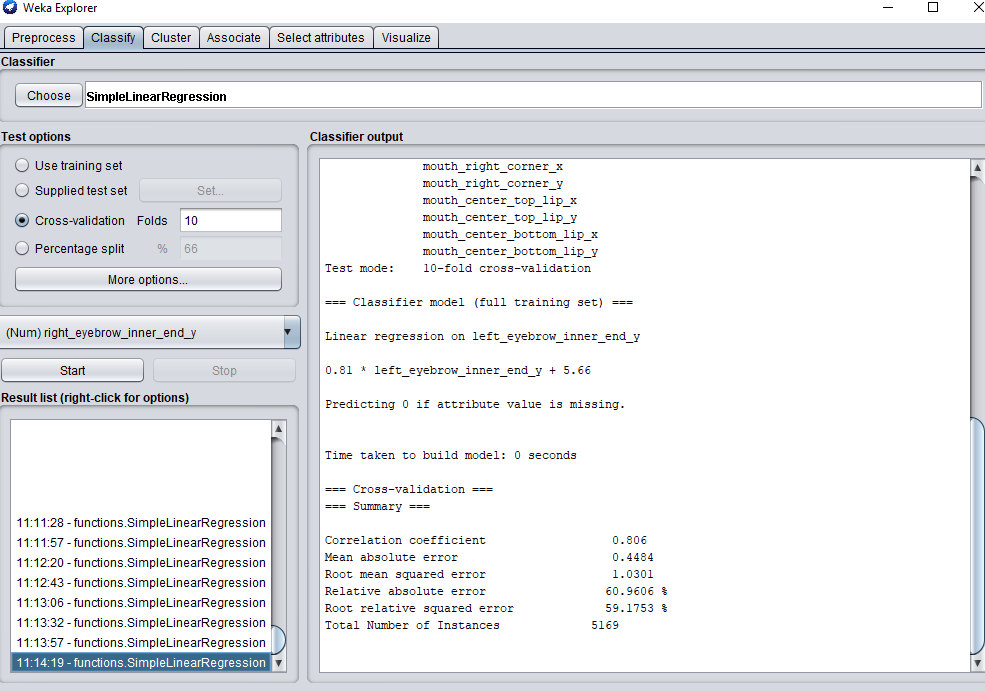 Weka Explorer
Preprocess Classify Cluster Associate Select attributes Visualize
Classifier
Choose SimpleLinearRegression
Test options
Use training set
Supplied test set Set...
Cross-validation Folds 10
Percentage split % 66
More options...
(Num) right_eyebrow_inner_end_y
Start Stop
Result list (right-click for options)
11:11:28 - functions.SimpleLinearRegression
11:11:57 - functions.SimpleLinearRegression
11:12:20 - functions.SimpleLinearRegression
11:12:43 - functions.SimpleLinearRegression
11:13:06 - functions.SimpleLinearRegression
11:13:32 - functions.SimpleLinearRegression
11:13:57 - functions.SimpleLinearRegression
11:14:19 - functions.SimpleLinearRegression
Classifier output
mouth_right_corner_x
mouth_right_corner_y
mouth_center_top_lip_x
mouth_center_top_lip_y
mouth_center_bottom_lip_x
mouth_center_bottom_lip_y
Test mode: 10-fold cross-validation
=== Classifier model (full training set) ===
Linear regression on left_eyebrow_inner_end_y
0.81 * left_eyebrow_inner_end_y + 5.66
Predicting 0 if attribute value is missing.
Time taken to build model: 0 seconds
=== Cross-validation ===
=== Summary ===
Correlation coefficient 0.806
Mean absolute error 0.4484
Root mean squared error 1.0301
Relative absolute error 60.9606 %
Root relative squared error 59.1753 %
Total Number of Instances 5169